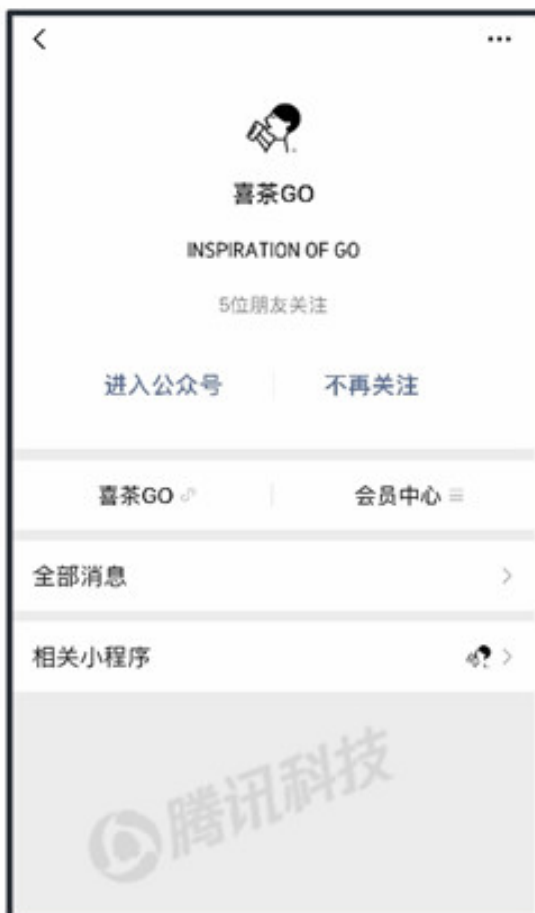 喜茶GO
INSPIRATION OF GO
5位朋友关注
进入公众号 不再关注
喜茶GO 会员中心
全部消息
相关小程序
腾讯科技